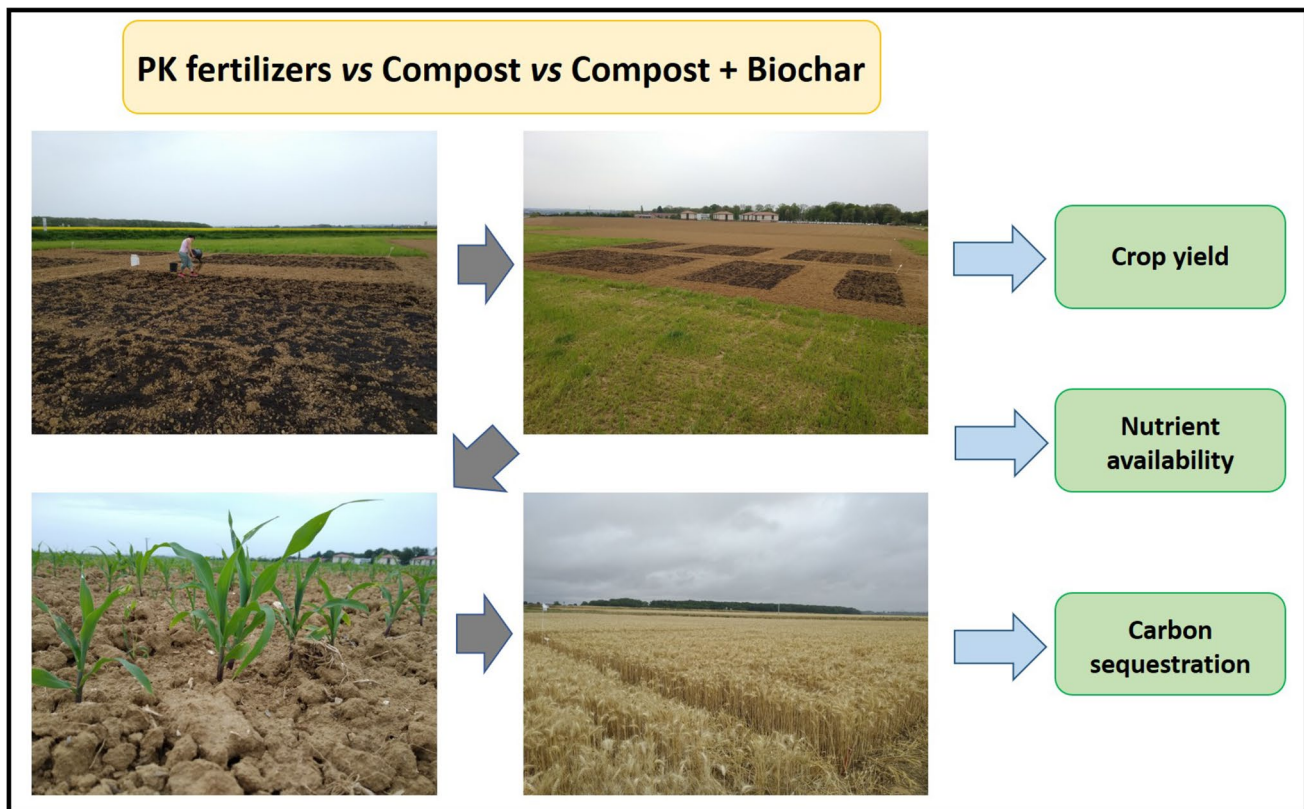 PK fertilizers vs Compost vs Compost + Biochar
Crop yield
Nutrient
availability
Carbon
sequestration